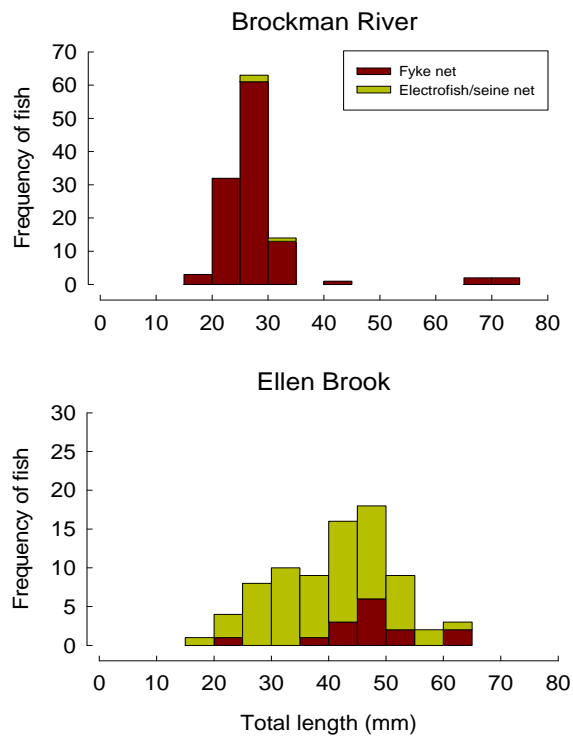 Brockman River
70
60
50
40
30
20
10
0
Frequency of fish
Fyke net
Electrofish/seine net
0 10 20 30 40 50 60 70 80
Ellen Brook
30
25
20
15
10
5
0
Frequency of fish
0 10 20 30 40 50 60 70 80
Total length (mm)